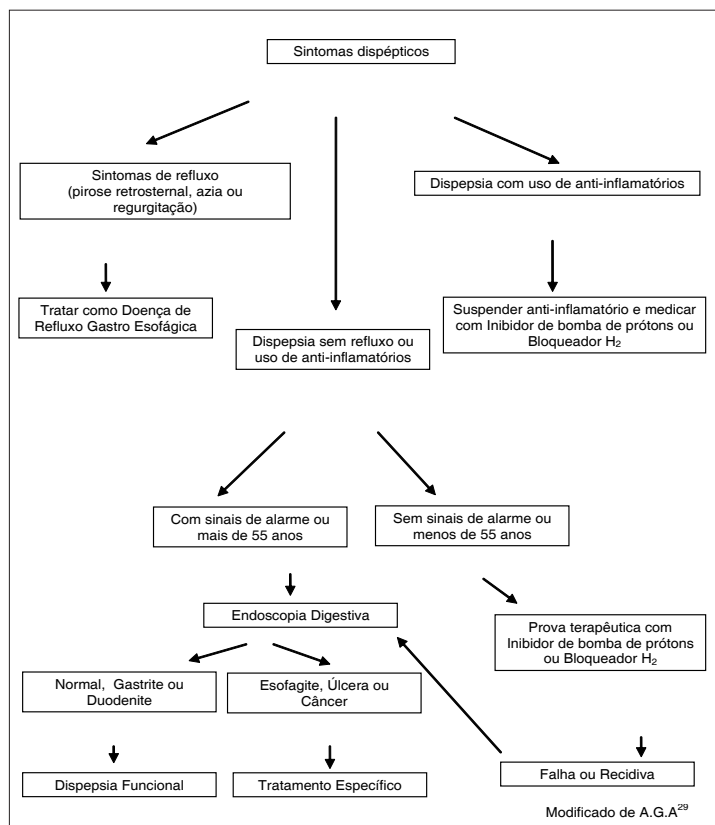 Sintomas dispépticos
Sintomas de refluxo
(pirose retrosternal, azia ou
regurgitação)
Dispepsia com uso de anti-inflamatórios
Tratar como Doença de
Refluxo Gastro Esofágica
Suspender anti-inflamatório e medicar
com Inibidor de bomba de prótons ou
Bloqueador H₂
Dispepsia sem refluxo ou
uso de anti-inflamatórios
Com sinais de alarme ou
mais de 55 anos
Sem sinais de alarme ou
menos de 55 anos
Endoscopia Digestiva
Prova terapêutica com
Inibidor de bomba de prótons
ou Bloqueador H₂
Normal, Gastrite ou
Duodenite
Esofagite, Úlcera ou
Câncer
Dispepsia Funcional
Tratamento Específico
Falha ou Recidiva
Modificado de A.G.A²⁹